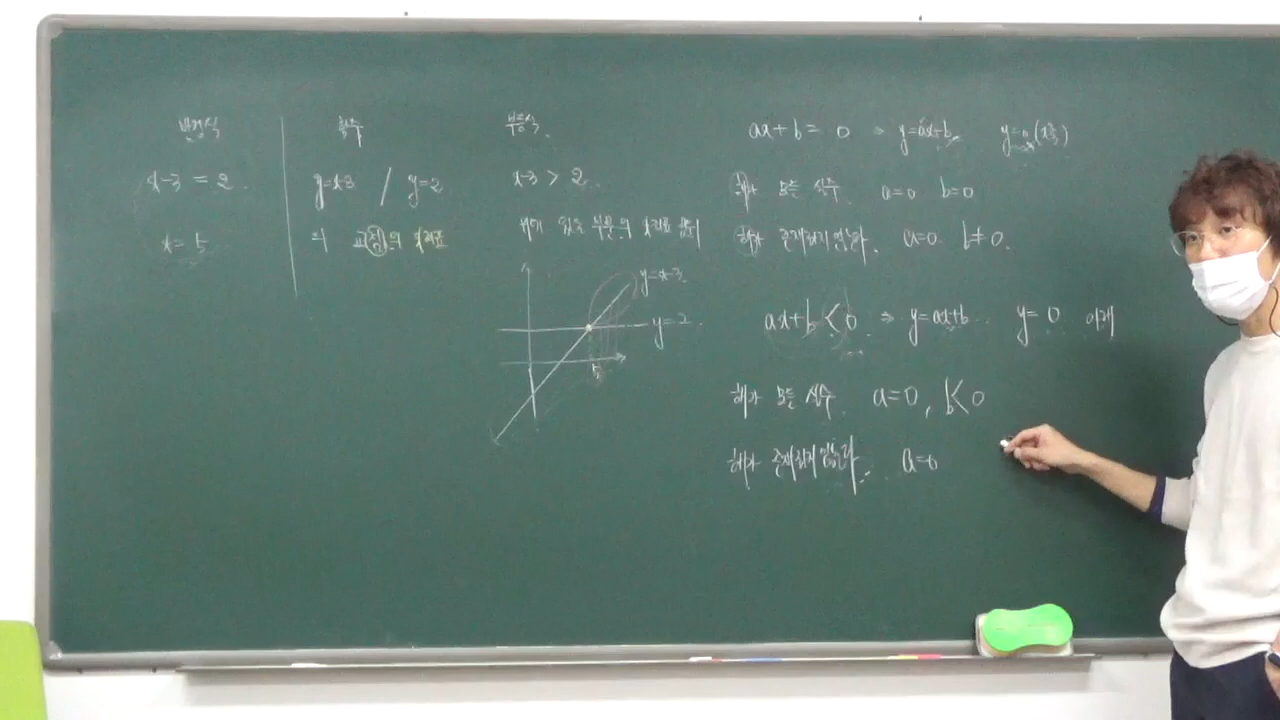 방정식
x-3 = 2
x = 5
함수
y=x-3 / y=2
의 교점의 x좌표
부등식
x-3 > 2
위에 있는 부분의 x좌표
y=x-3
y=2
5
ax+b = 0 ⇒ y=ax+b y=0 (x축)
해가 모든 실수 a=0 b=0
해가 존재하지 않는다. a=0 b≠0.
ax+b < 0 ⇒ y=ax+b y=0 아래
해가 모든 실수 a=0, b<0
해가 존재하지 않는다. a=0